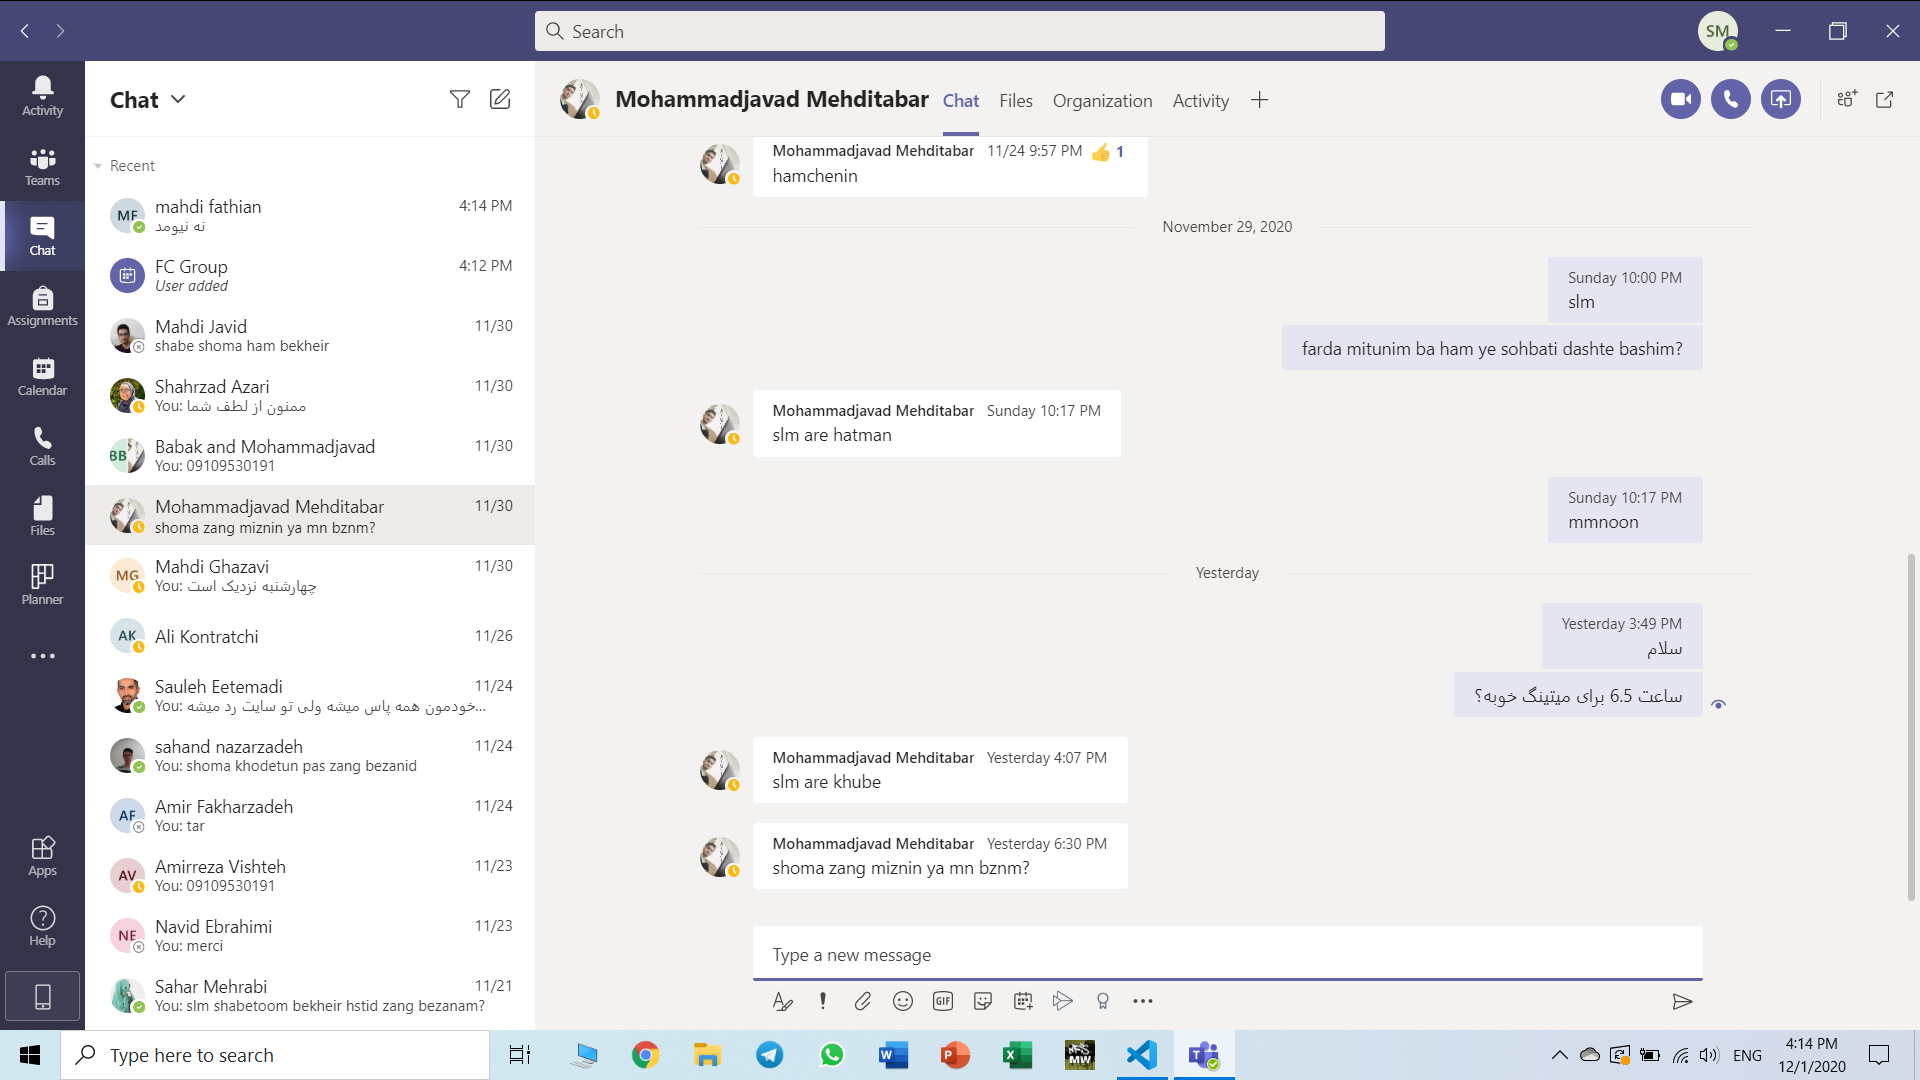 Search
SM
Activity
Teams
Chat
Assignments
Calendar
Calls
Files
Planner
Apps
Help
Chat
Recent
MF
mahdi fathian
4:14 PM
نه نیومد
FC Group
4:12 PM
User added
Mahdi Javid
11/30
shabe shoma ham bekheir
Shahrzad Azari
11/30
You: ممنون از لطف شما
BB
Babak and Mohammadjavad
11/30
You: 09109530191
Mohammadjavad Mehditabar
11/30
shoma zang miznin ya mn bznm?
MG
Mahdi Ghazavi
11/30
You: چهارشنبه نزدیک است
AK
Ali Kontratchi
11/26
Sauleh Eetemadi
11/24
You: خودمون همه پاس میشه ولی تو سایت رد میشه...
sahand nazarzadeh
11/24
You: shoma khodetun pas zang bezanid
AF
Amir Fakharzadeh
11/24
You: tar
AV
Amirreza Vishteh
11/23
You: 09109530191
NE
Navid Ebrahimi
11/23
You: merci
Sahar Mehrabi
11/21
You: slm shabetoom bekheir hstid zang bezanam?
Mohammadjavad Mehditabar
Chat Files Organization Activity
Mohammadjavad Mehditabar 11/24 9:57 PM 👍 1
hamchenin
November 29, 2020
Sunday 10:00 PM
slm
farda mitunim ba ham ye sohbati dashte bashim?
Mohammadjavad Mehditabar Sunday 10:17 PM
slm are hatman
Sunday 10:17 PM
mmnoon
Yesterday
Yesterday 3:49 PM
سلام
ساعت 6.5 برای میتینگ خوبه؟
Mohammadjavad Mehditabar Yesterday 4:07 PM
slm are khube
Mohammadjavad Mehditabar Yesterday 6:30 PM
shoma zang miznin ya mn bznm?
Type a new message
GIF
Type here to search
ENG
4:14 PM
12/1/2020